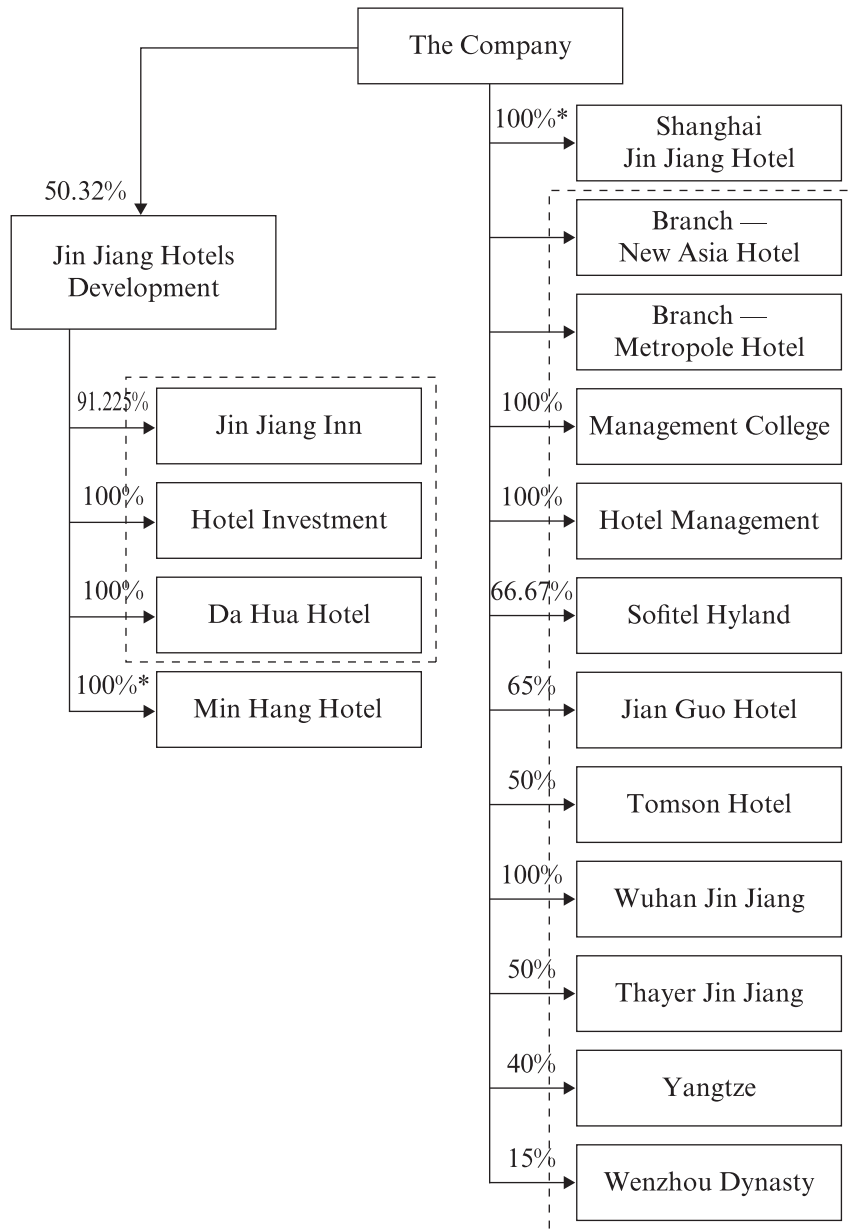 The Company
50.32%
Jin Jiang Hotels
Development
91.225%
Jin Jiang Inn
100%
Hotel Investment
100%
Da Hua Hotel
100%*
Min Hang Hotel
100%*
Shanghai
Jin Jiang Hotel
Branch —
New Asia Hotel
Branch —
Metropole Hotel
100%
Management College
100%
Hotel Management
66.67%
Sofitel Hyland
65%
Jian Guo Hotel
50%
Tomson Hotel
100%
Wuhan Jin Jiang
50%
Thayer Jin Jiang
40%
Yangtze
15%
Wenzhou Dynasty